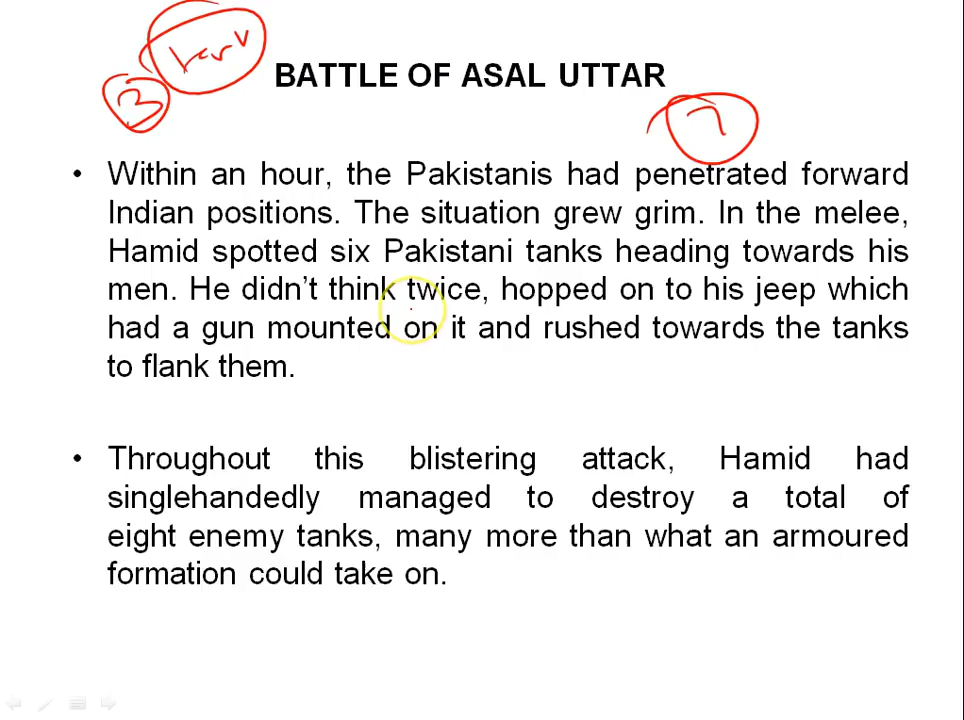 3
BATTLE OF ASAL UTTAR
7
• Within an hour, the Pakistanis had penetrated forward
Indian positions. The situation grew grim. In the melee,
Hamid spotted six Pakistani tanks heading towards his
men. He didn't think twice, hopped on to his jeep which
had a gun mounted on it and rushed towards the tanks
to flank them.
• Throughout this blistering attack, Hamid had
singlehandedly managed to destroy a total of
eight enemy tanks, many more than what an armoured
formation could take on.